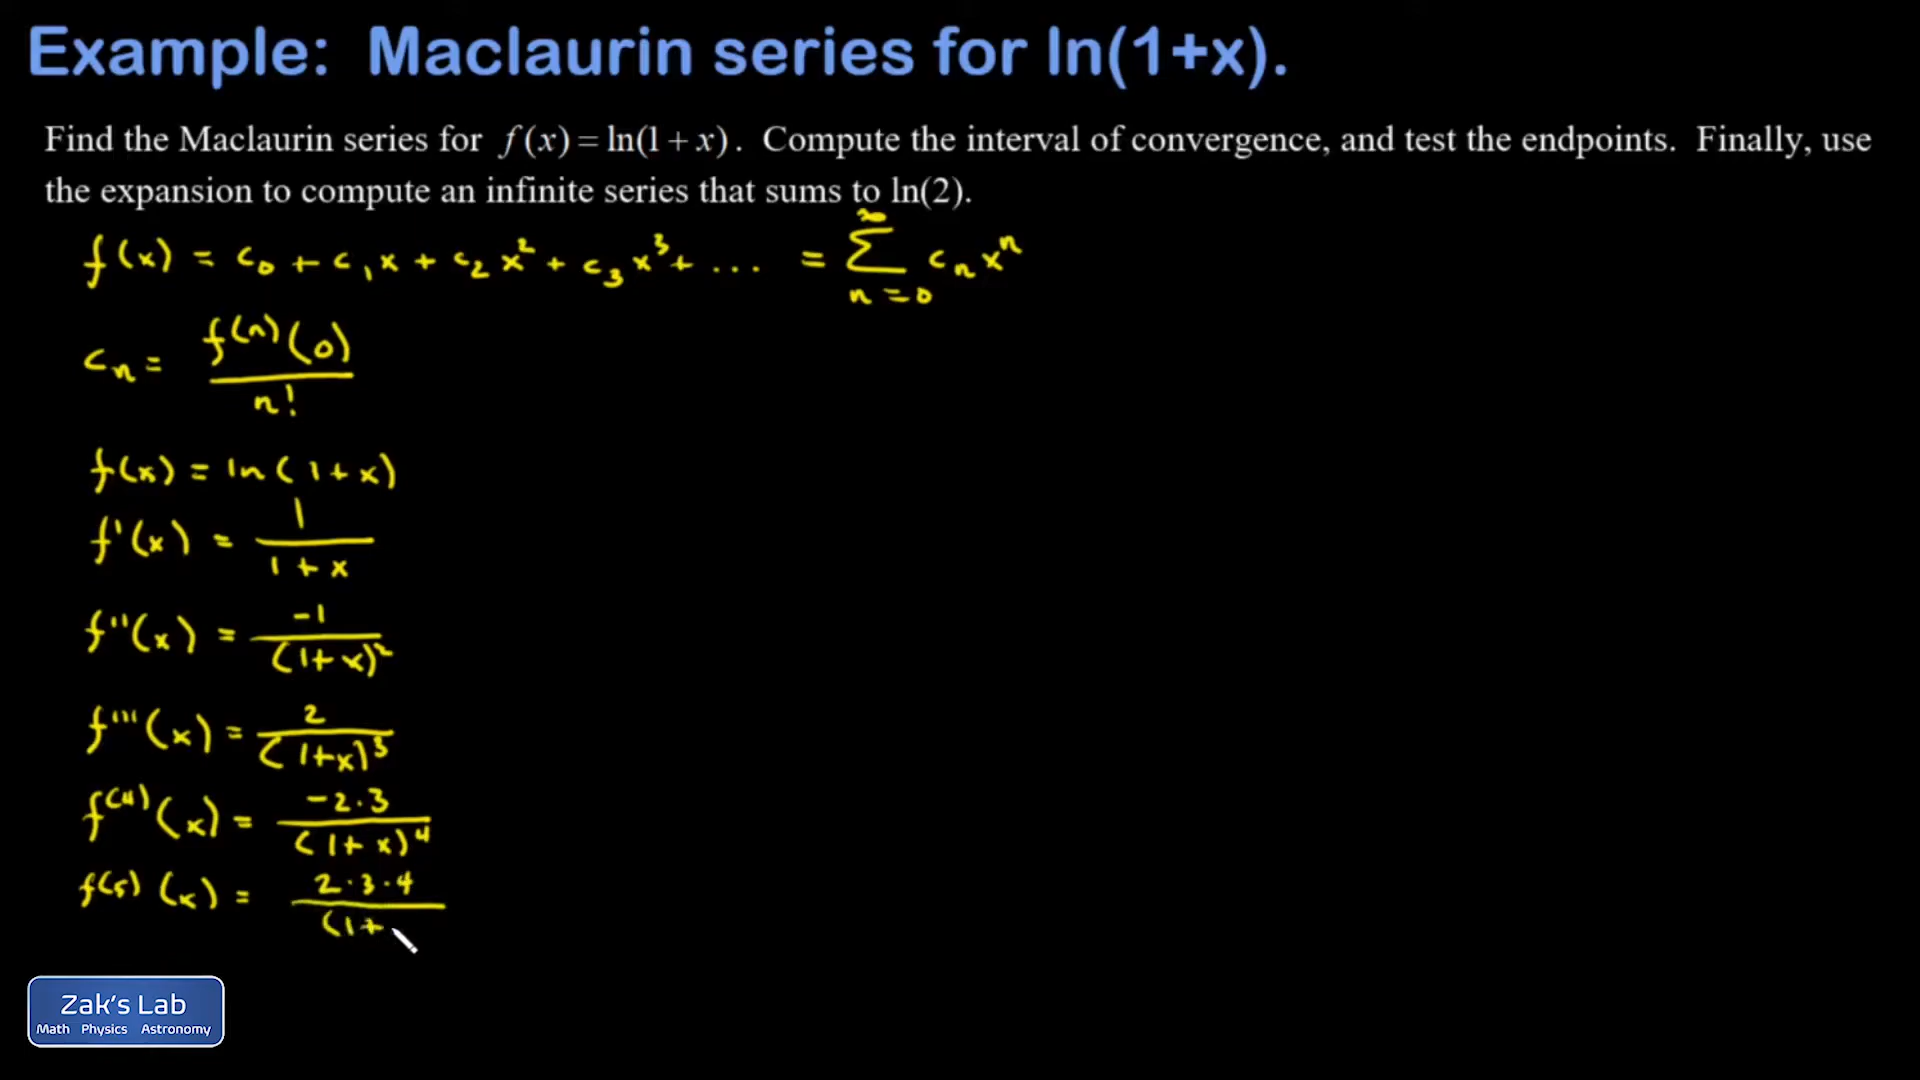 Example: Maclaurin series for ln(1+x).
Find the Maclaurin series for f(x) = ln(1 + x). Compute the interval of convergence, and test the endpoints. Finally, use
the expansion to compute an infinite series that sums to ln(2).
f(x) = c₀ + c₁x + c₂x² + c₃x³ + ... = ∑_{n=0}^{∞} cₙxⁿ
cₙ = f⁽ⁿ⁾(0) / n!
f(x) = ln(1+x)
f'(x) = 1 / (1+x)
f''(x) = -1 / (1+x)²
f'''(x) = 2 / (1+x)³
f⁽⁴⁾(x) = -2·3 / (1+x)⁴
f⁽⁵⁾(x) = 2·3·4 / (1+
Zak's Lab
Math Physics Astronomy